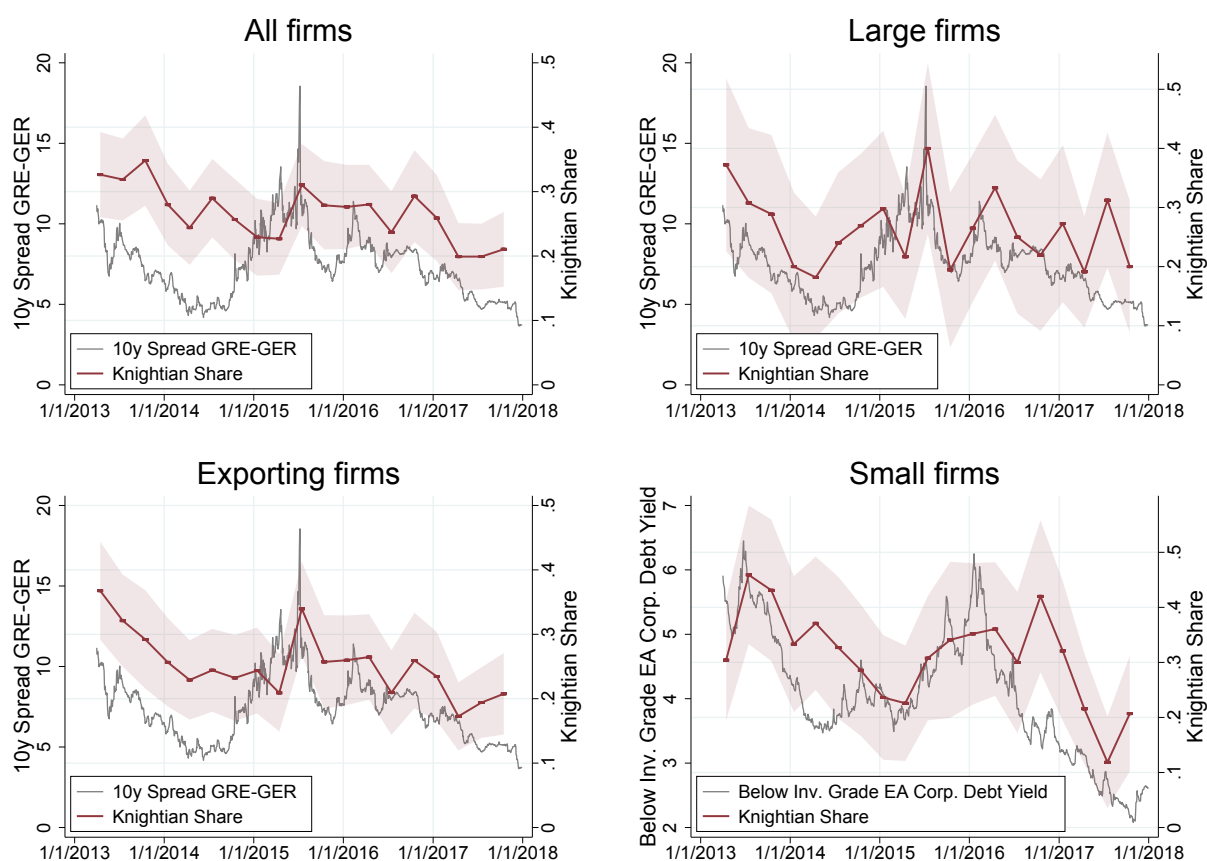 All firms
10y Spread GRE-GER
20
15
10
5
0
Knightian Share
.5
.4
.3
.2
.1
0
10y Spread GRE-GER
Knightian Share
1/1/2013 1/1/2014 1/1/2015 1/1/2016 1/1/2017 1/1/2018
Large firms
10y Spread GRE-GER
20
15
10
5
0
Knightian Share
.5
.4
.3
.2
.1
0
10y Spread GRE-GER
Knightian Share
1/1/2013 1/1/2014 1/1/2015 1/1/2016 1/1/2017 1/1/2018
Exporting firms
10y Spread GRE-GER
20
15
10
5
0
Knightian Share
.5
.4
.3
.2
.1
0
10y Spread GRE-GER
Knightian Share
1/1/2013 1/1/2014 1/1/2015 1/1/2016 1/1/2017 1/1/2018
Small firms
Below Inv. Grade EA Corp. Debt Yield
7
6
5
4
3
2
Knightian Share
.5
.4
.3
.2
.1
0
Below Inv. Grade EA Corp. Debt Yield
Knightian Share
1/1/2013 1/1/2014 1/1/2015 1/1/2016 1/1/2017 1/1/2018